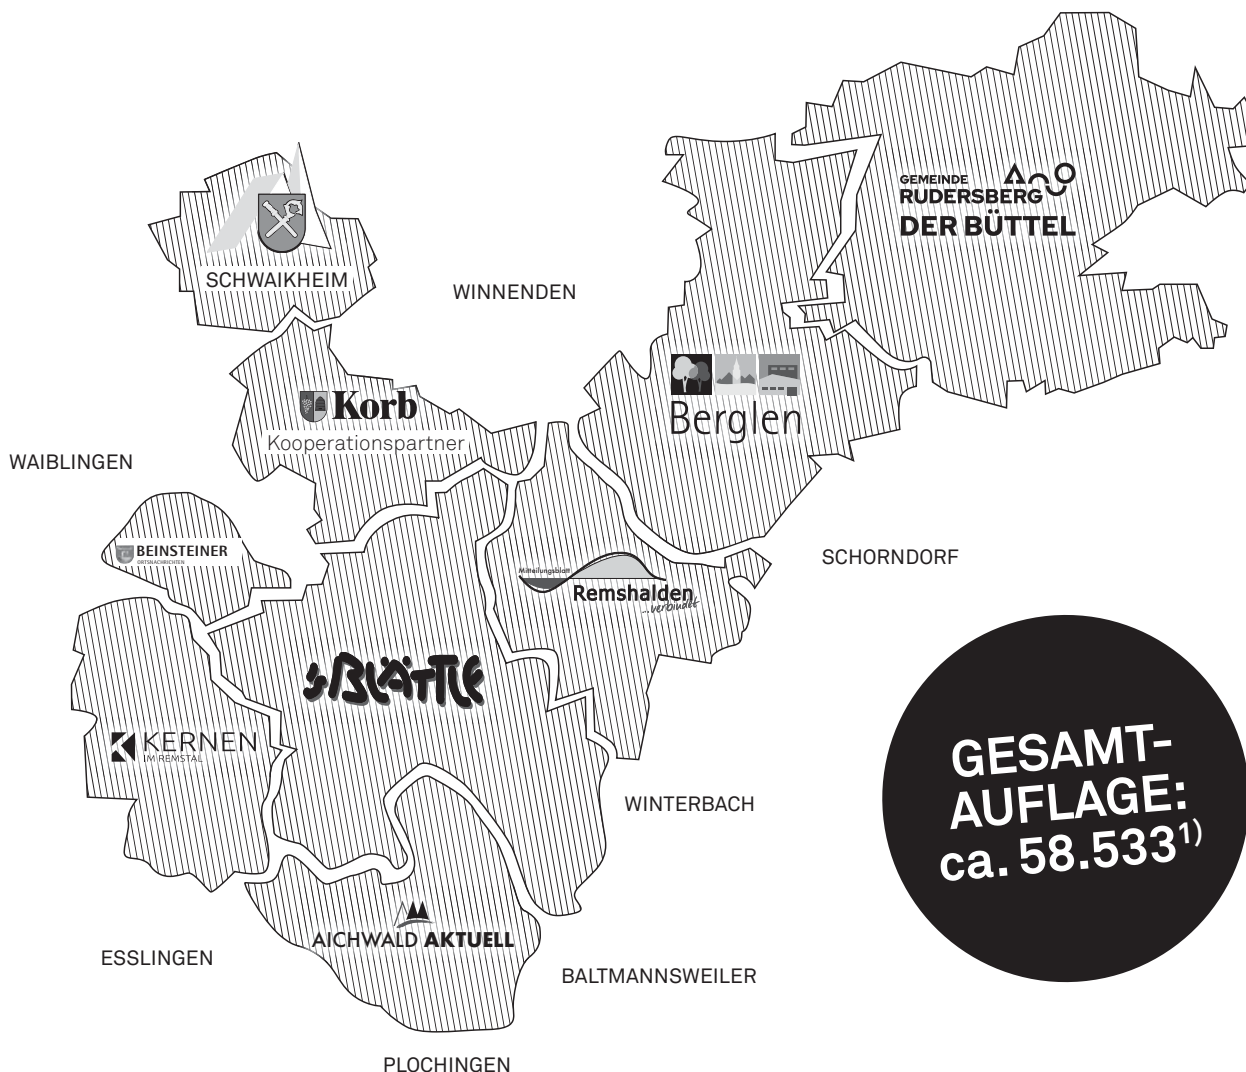 GEMEINDE
RUDERSBERG
DER BÜTTEL
SCHWAIKHEIM
WINNENDEN
Korb
Kooperationspartner
Berglen
WAIBLINGEN
BEINSTEINER
ORTSNACHRICHTEN
SCHORNDORF
Mitteilungsblatt
Remshalden
...verbindet
's BLÄTTLE
KERNEN
IM REMSTAL
GESAMT-
AUFLAGE:
ca. 58.533¹⁾
WINTERBACH
AICHWALD AKTUELL
ESSLINGEN
BALTMANNSWEILER
PLOCHINGEN